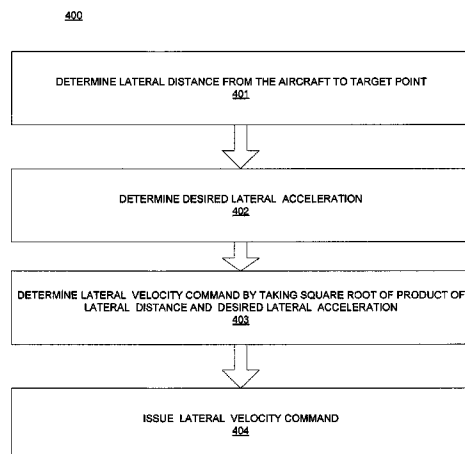 400
DETERMINE LATERAL DISTANCE FROM THE AIRCRAFT TO TARGET POINT
401
DETERMINE DESIRED LATERAL ACCELERATION
402
DETERMINE LATERAL VELOCITY COMMAND BY TAKING SQUARE ROOT OF PRODUCT OF
LATERAL DISTANCE AND DESIRED LATERAL ACCELERATION
403
ISSUE LATERAL VELOCITY COMMAND
404